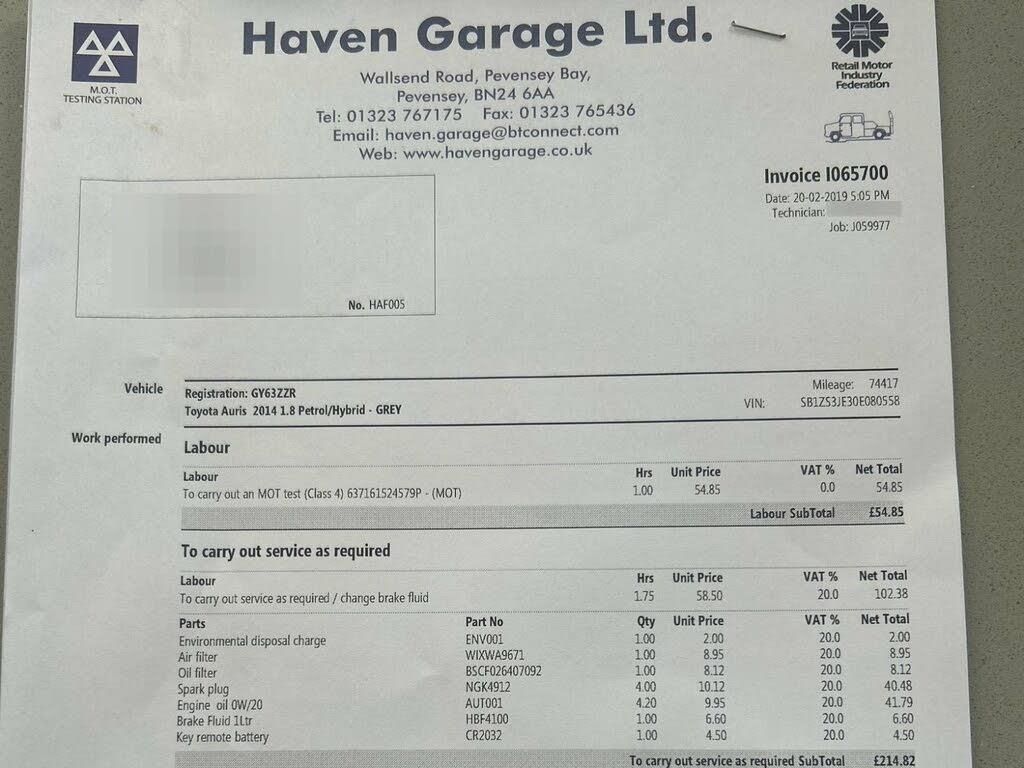 Haven Garage Ltd.
M.O.T.
TESTING STATION
Retail Motor
Industry
Federation
Wallsend Road, Pevensey Bay,
Pevensey, BN24 6AA
Tel: 01323 767175 Fax: 01323 765436
Email: haven.garage@btconnect.com
Web: www.havengarage.co.uk
Invoice I065700
Date: 20-02-2019 5:05 PM
Technician:
Job: J059977
No. HAF005
Vehicle Registration: GY63ZZR Mileage: 74417
Toyota Auris 2014 1.8 Petrol/Hybrid - GREY VIN: SB1ZS3JE30E080558
Work performed Labour
Labour Hrs Unit Price VAT % Net Total
To carry out an MOT test (Class 4) 637161524579P - (MOT) 1.00 54.85 0.0 54.85
Labour SubTotal £54.85
To carry out service as required
Labour Hrs Unit Price VAT % Net Total
To carry out service as required / change brake fluid 1.75 58.50 20.0 102.38
Parts Part No Qty Unit Price VAT % Net Total
Environmental disposal charge ENV001 1.00 2.00 20.0 2.00
Air filter WIXWA9671 1.00 8.95 20.0 8.95
Oil filter BSCF026407092 1.00 8.12 20.0 8.12
Spark plug NGK4912 4.00 10.12 20.0 40.48
Engine oil 0W/20 AUT001 4.20 9.95 20.0 41.79
Brake Fluid 1Ltr HBF4100 1.00 6.60 20.0 6.60
Key remote battery CR2032 1.00 4.50 20.0 4.50
To carry out service as required SubTotal £214.82